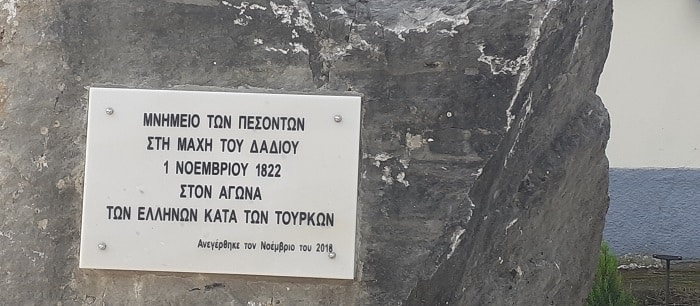 ΜΝΗΜΕΙΟ ΤΩΝ ΠΕΣΟΝΤΩΝ
ΣΤΗ ΜΑΧΗ ΤΟΥ ΔΑΔΙΟΥ
1 ΝΟΕΜΒΡΙΟΥ 1822
ΣΤΟΝ ΑΓΩΝΑ
ΤΩΝ ΕΛΛΗΝΩΝ ΚΑΤΑ ΤΩΝ ΤΟΥΡΚΩΝ
Ανεγέρθηκε τον Νοέμβριο του 2018